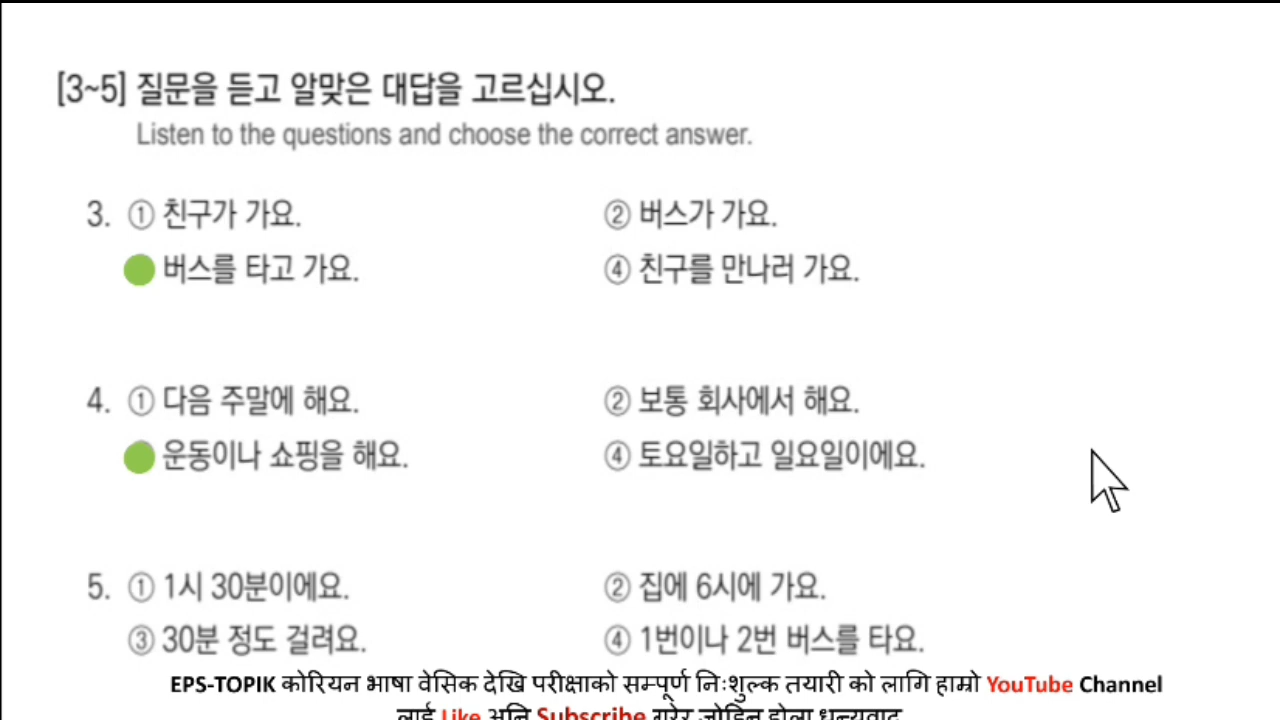 [3~5] 질문을 듣고 알맞은 대답을 고르십시오.
Listen to the questions and choose the correct answer.
3. ① 친구가 가요. ② 버스가 가요.
버스를 타고 가요. ④ 친구를 만나러 가요.
4. ① 다음 주말에 해요. ② 보통 회사에서 해요.
운동이나 쇼핑을 해요. ④ 토요일하고 일요일이에요.
5. ① 1시 30분이에요. ② 집에 6시에 가요.
③ 30분 정도 걸려요. ④ 1번이나 2번 버스를 타요.
EPS-TOPIK कोरियन भाषा वेसिक देखि परीक्षाको सम्पूर्ण निःशुल्क तयारी को लागि हाम्रो YouTube Channel
लाई Like अनि Subscribe गरेर जोडिन होला धन्यवाद